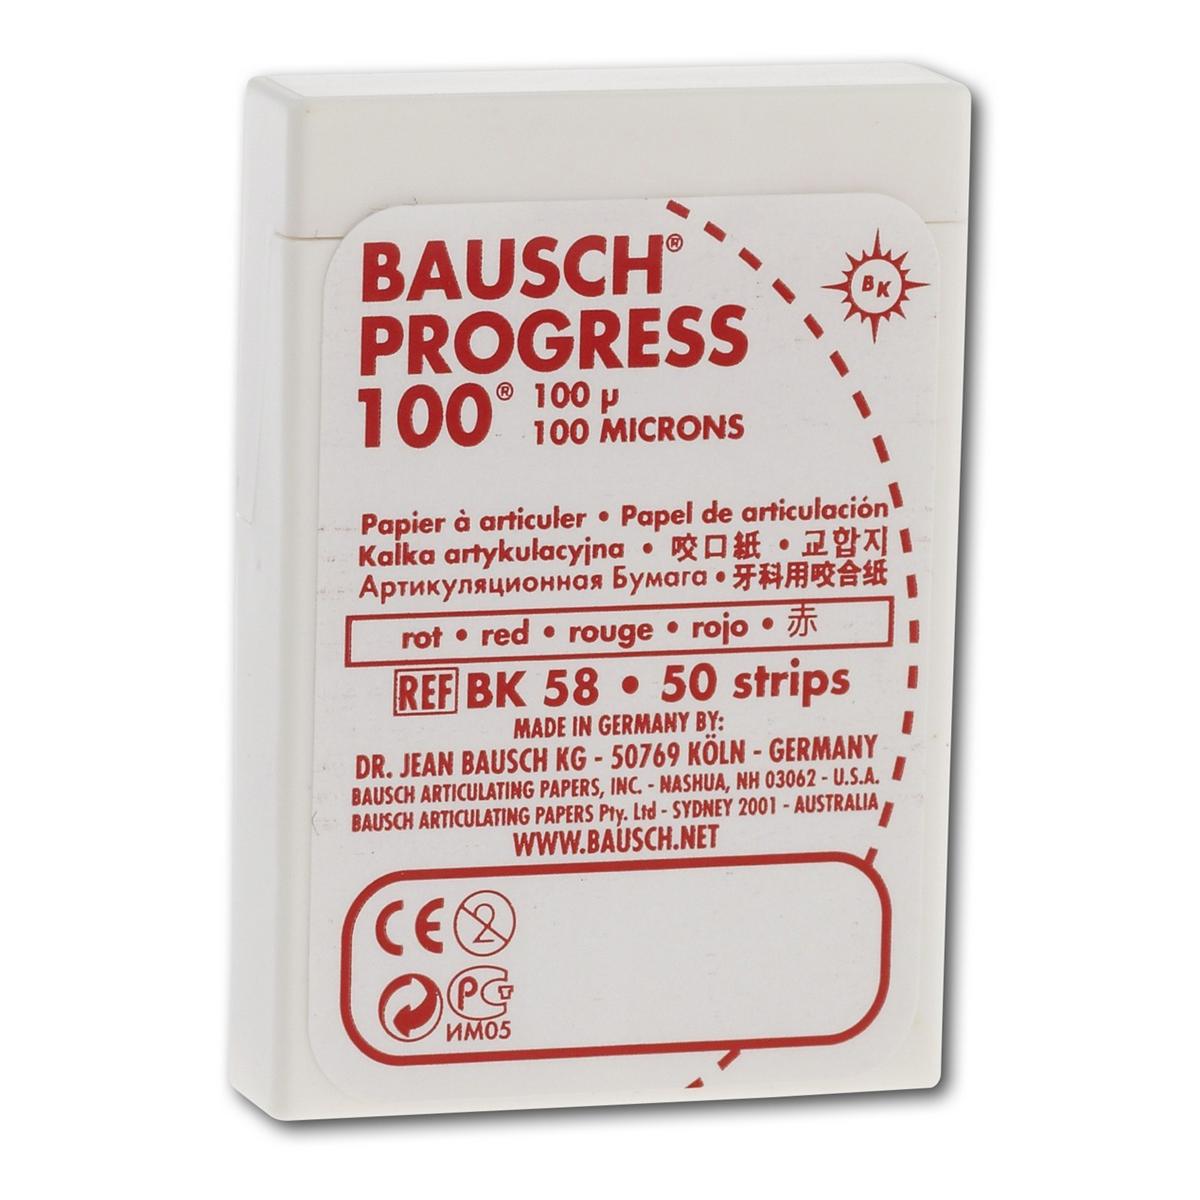 BAUSCH®
PROGRESS
100® 100 µ
100 MICRONS
BK
Papier à articuler • Papel de articulación
Kalka artykulacyjna • 咬口紙 • 교합지
Артикуляционная Бумага • 牙科用咬合纸
rot • red • rouge • rojo • 赤
REF BK 58 • 50 strips
MADE IN GERMANY BY:
DR. JEAN BAUSCH KG - 50769 KÖLN - GERMANY
BAUSCH ARTICULATING PAPERS, INC. - NASHUA, NH 03062 - U.S.A.
BAUSCH ARTICULATING PAPERS Pty. Ltd - SYDNEY 2001 - AUSTRALIA
WWW.BAUSCH.NET
CE 2
РСТ
ИМ05